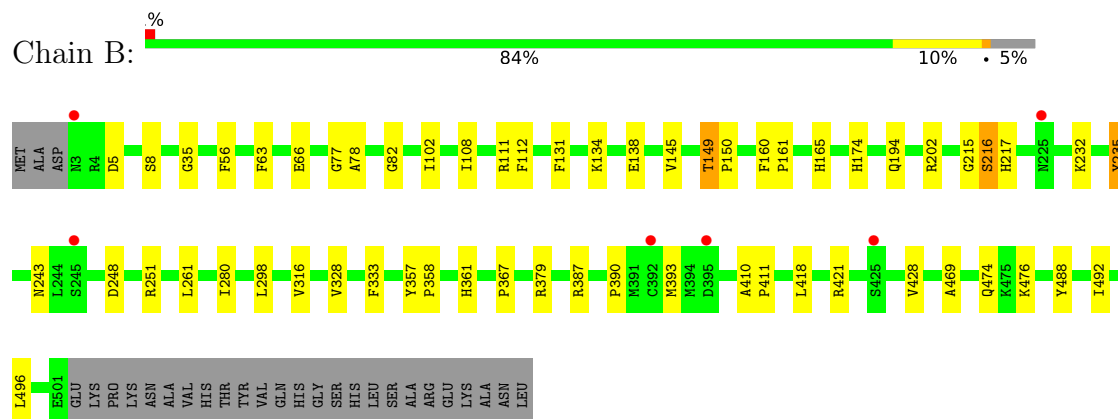 .%
Chain B:
84% 10% • 5%
MET ALA ASP N3 R4 D5 S8 G35 F56 F63 E66 G77 A78 G82 I102 I108 R111 F112 F131 K134 E138 V145 T149 P150 F160 P161 H165 H174 Q194 R202 G215 S216 H217 N225 K232 Y235
N243 L244 S245 D248 R251 L261 I280 L298 V316 V328 F333 Y357 P358 H361 P367 R379 R387 P390 M391 C392 M393 M394 D395 A410 P411 L418 R421 S425 V428 A469 Q474 K475 K476 Y488 I492
L496 E501 GLU LYS PRO LYS ASN ALA VAL HIS THR TYR VAL GLN HIS GLY SER HIS LEU SER ALA ARG GLU LYS ALA ASN LEU